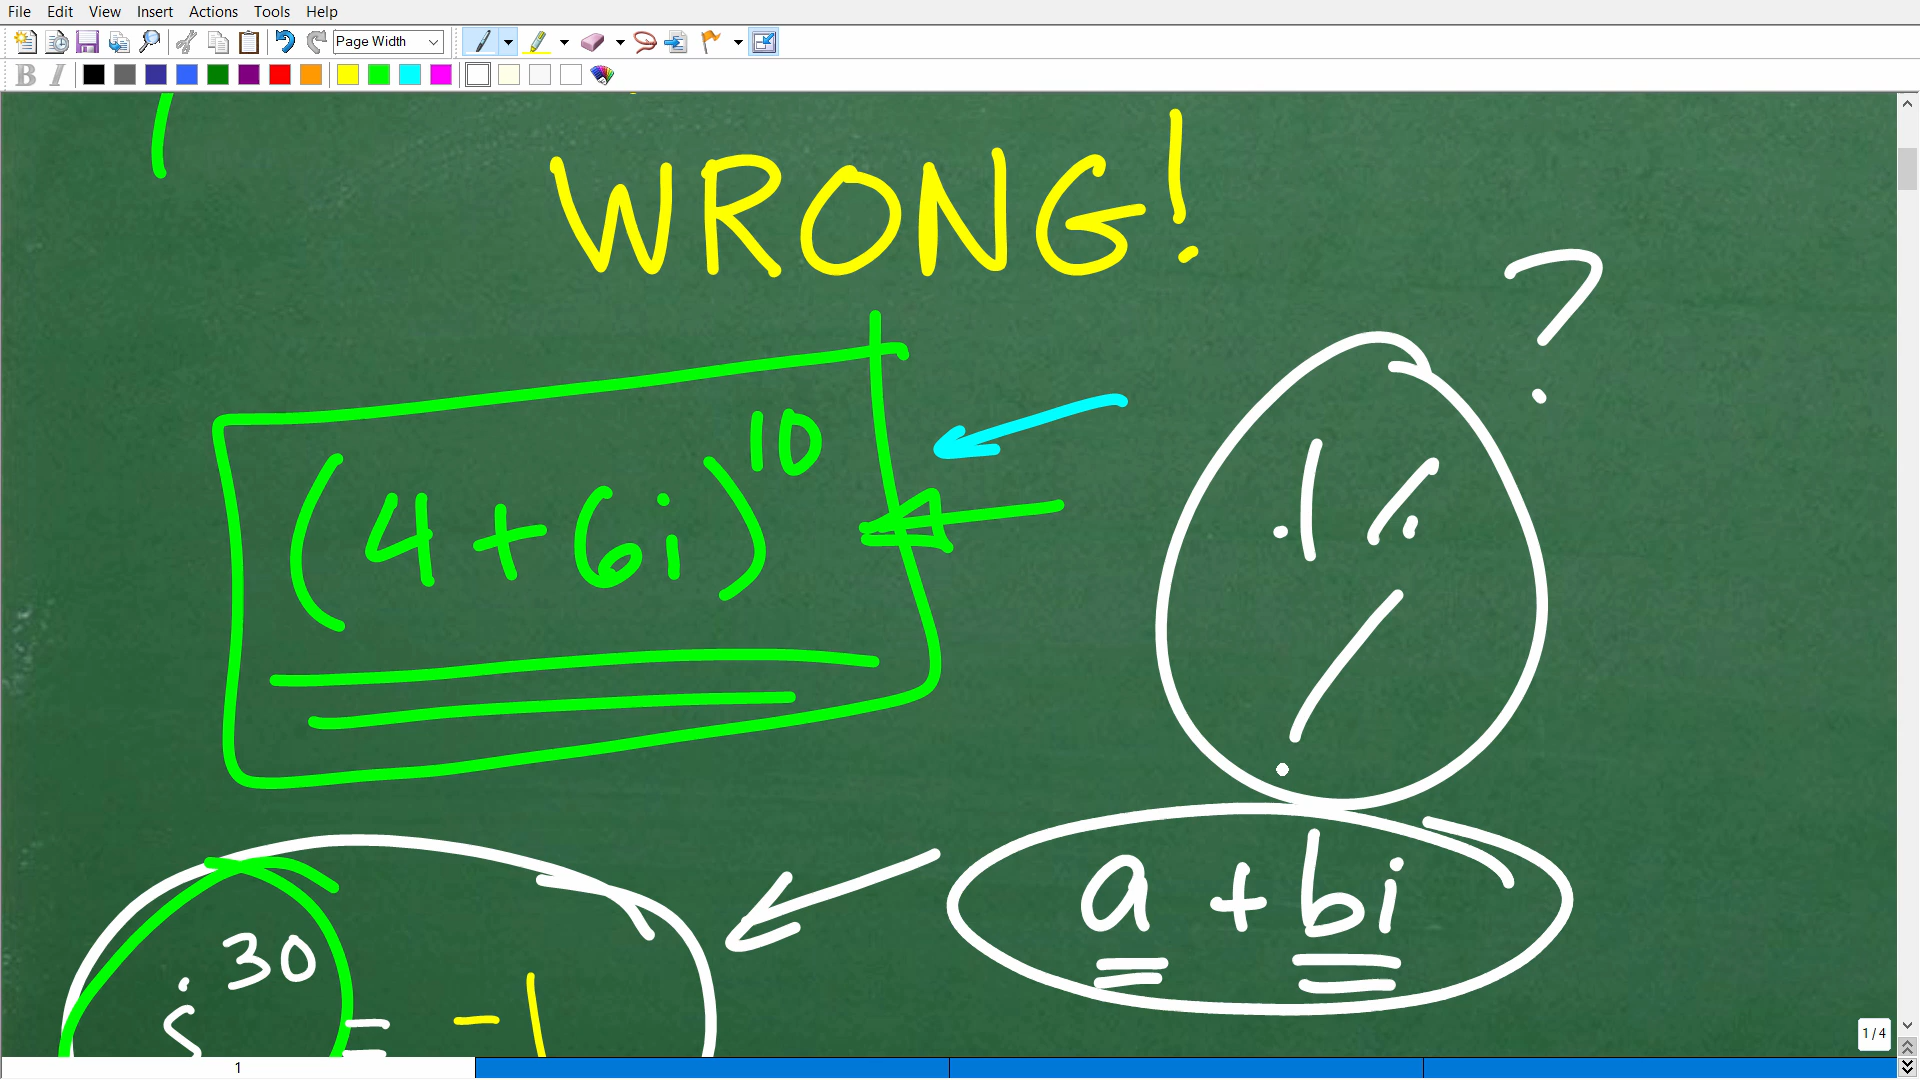 File Edit View Insert Actions Tools Help
Page Width
B I
WRONG!
?
(4+6i)^10
a + bi
i^30 = -1
1 / 4
1